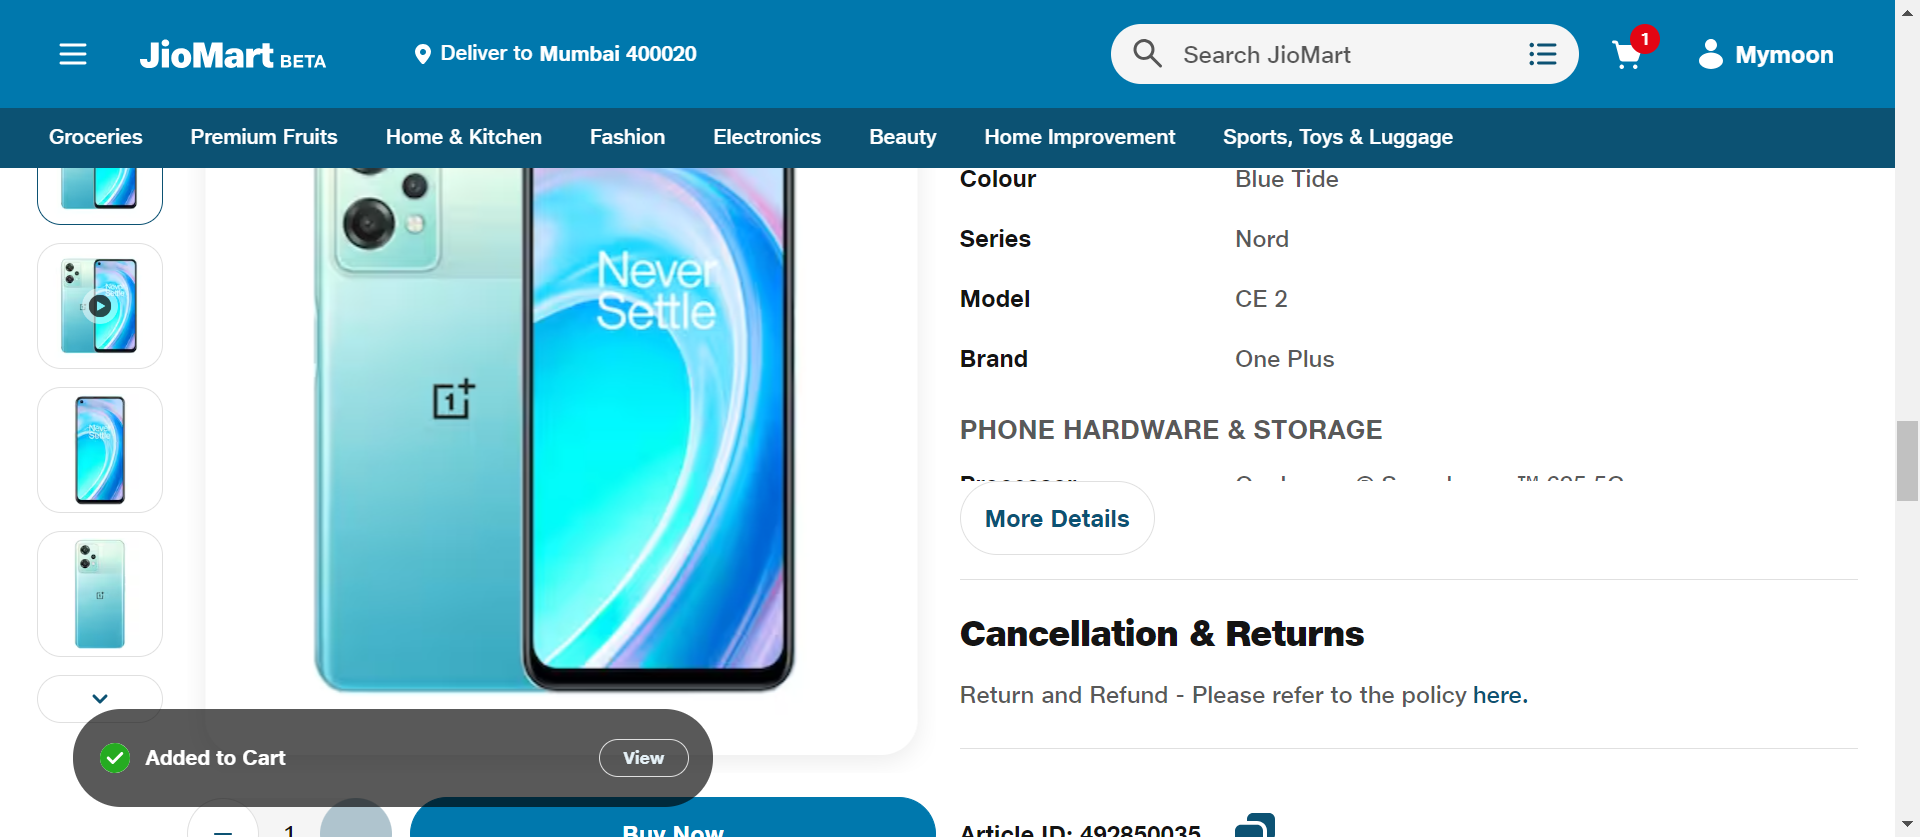 JioMart BETA
Deliver to Mumbai 400020
Search JioMart
1
Mymoon
Groceries Premium Fruits Home & Kitchen Fashion Electronics Beauty Home Improvement Sports, Toys & Luggage
Never
Settle
Colour Blue Tide
Series Nord
Model CE 2
Brand One Plus
PHONE HARDWARE & STORAGE
More Details
Cancellation & Returns
Return and Refund - Please refer to the policy here.
Added to Cart View
1
Buy Now
Article ID: 492850035